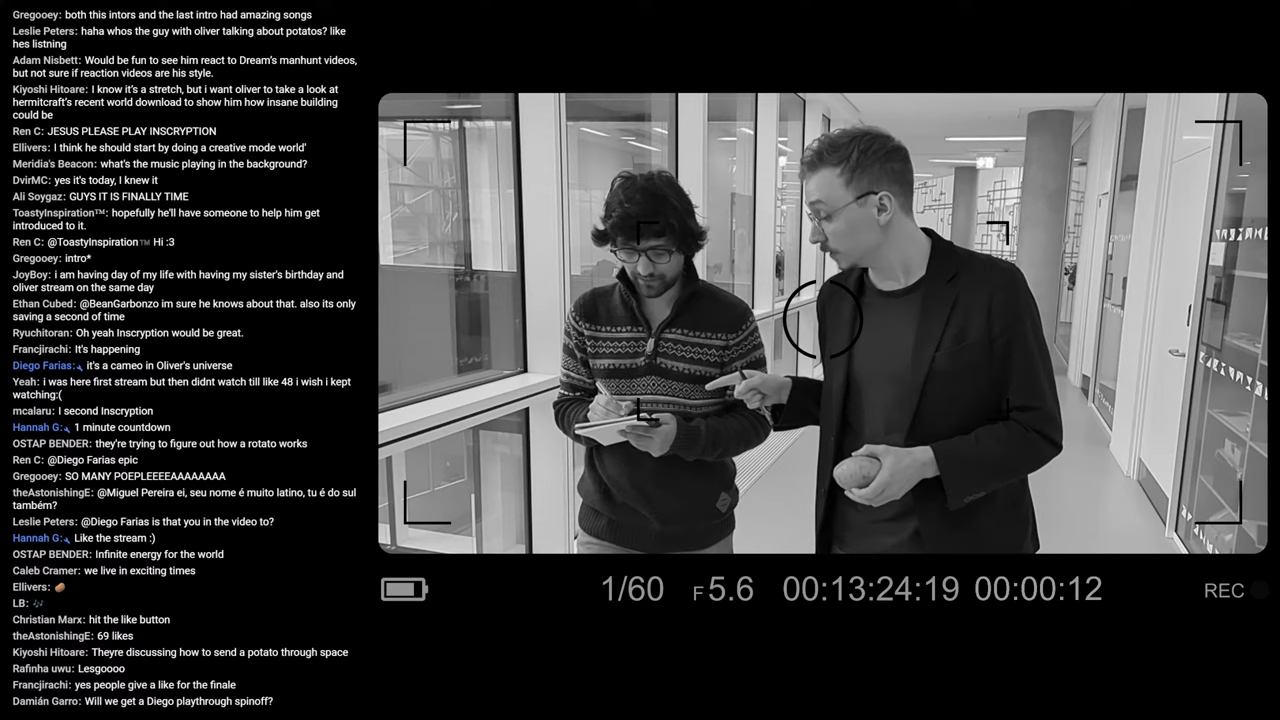 Gregooey: both this intors and the last intro had amazing songs
Leslie Peters: haha whos the guy with oliver talking about potatos? like
hes listning
Adam Nisbett: Would be fun to see him react to Dream's manhunt videos,
but not sure if reaction videos are his style.
Kiyoshi Hitoare: I know it's a stretch, but i want oliver to take a look at
hermitcraft's recent world download to show him how insane building
could be
Ren C: JESUS PLEASE PLAY INSCRYPTION
Ellivers: I think he should start by doing a creative mode world'
Meridia's Beacon: what's the music playing in the background?
DvirMC: yes it's today, I knew it
Ali Soygaz: GUYS IT IS FINALLY TIME
ToastyInspiration™: hopefully he'll have someone to help him get
introduced to it.
Ren C: @ToastyInspiration™ Hi :3
Gregooey: intro*
JoyBoy: i am having day of my life with having my sister's birthday and
oliver stream on the same day
Ethan Cubed: @BeanGarbonzo im sure he knows about that. also its only
saving a second of time
Ryuchitoran: Oh yeah Inscryption would be great.
Francjirachi: It's happening
Diego Farias: it's a cameo in Oliver's universe
Yeah: i was here first stream but then didnt watch till like 48 i wish i kept
watching:(
mcalaru: I second Inscryption
Hannah G: 1 minute countdown
OSTAP BENDER: they're trying to figure out how a rotato works
Ren C: @Diego Farias epic
Gregooey: SO MANY POEPLEEEEAAAAAAAA
theAstonishingE: @Miguel Pereira ei, seu nome é muito latino, tu é do sul
também?
Leslie Peters: @Diego Farias is that you in the video to?
Hannah G: Like the stream :)
OSTAP BENDER: Infinite energy for the world
Caleb Cramer: we live in exciting times
Ellivers: 🥔
LB: 🎶
Christian Marx: hit the like button
theAstonishingE: 69 likes
Kiyoshi Hitoare: Theyre discussing how to send a potato through space
Rafinha uwu: Lesgoooo
Francjirachi: yes people give a like for the finale
Damián Garro: Will we get a Diego playthrough spinoff?
1/60 F5.6 00:13:24:19 00:00:12 REC